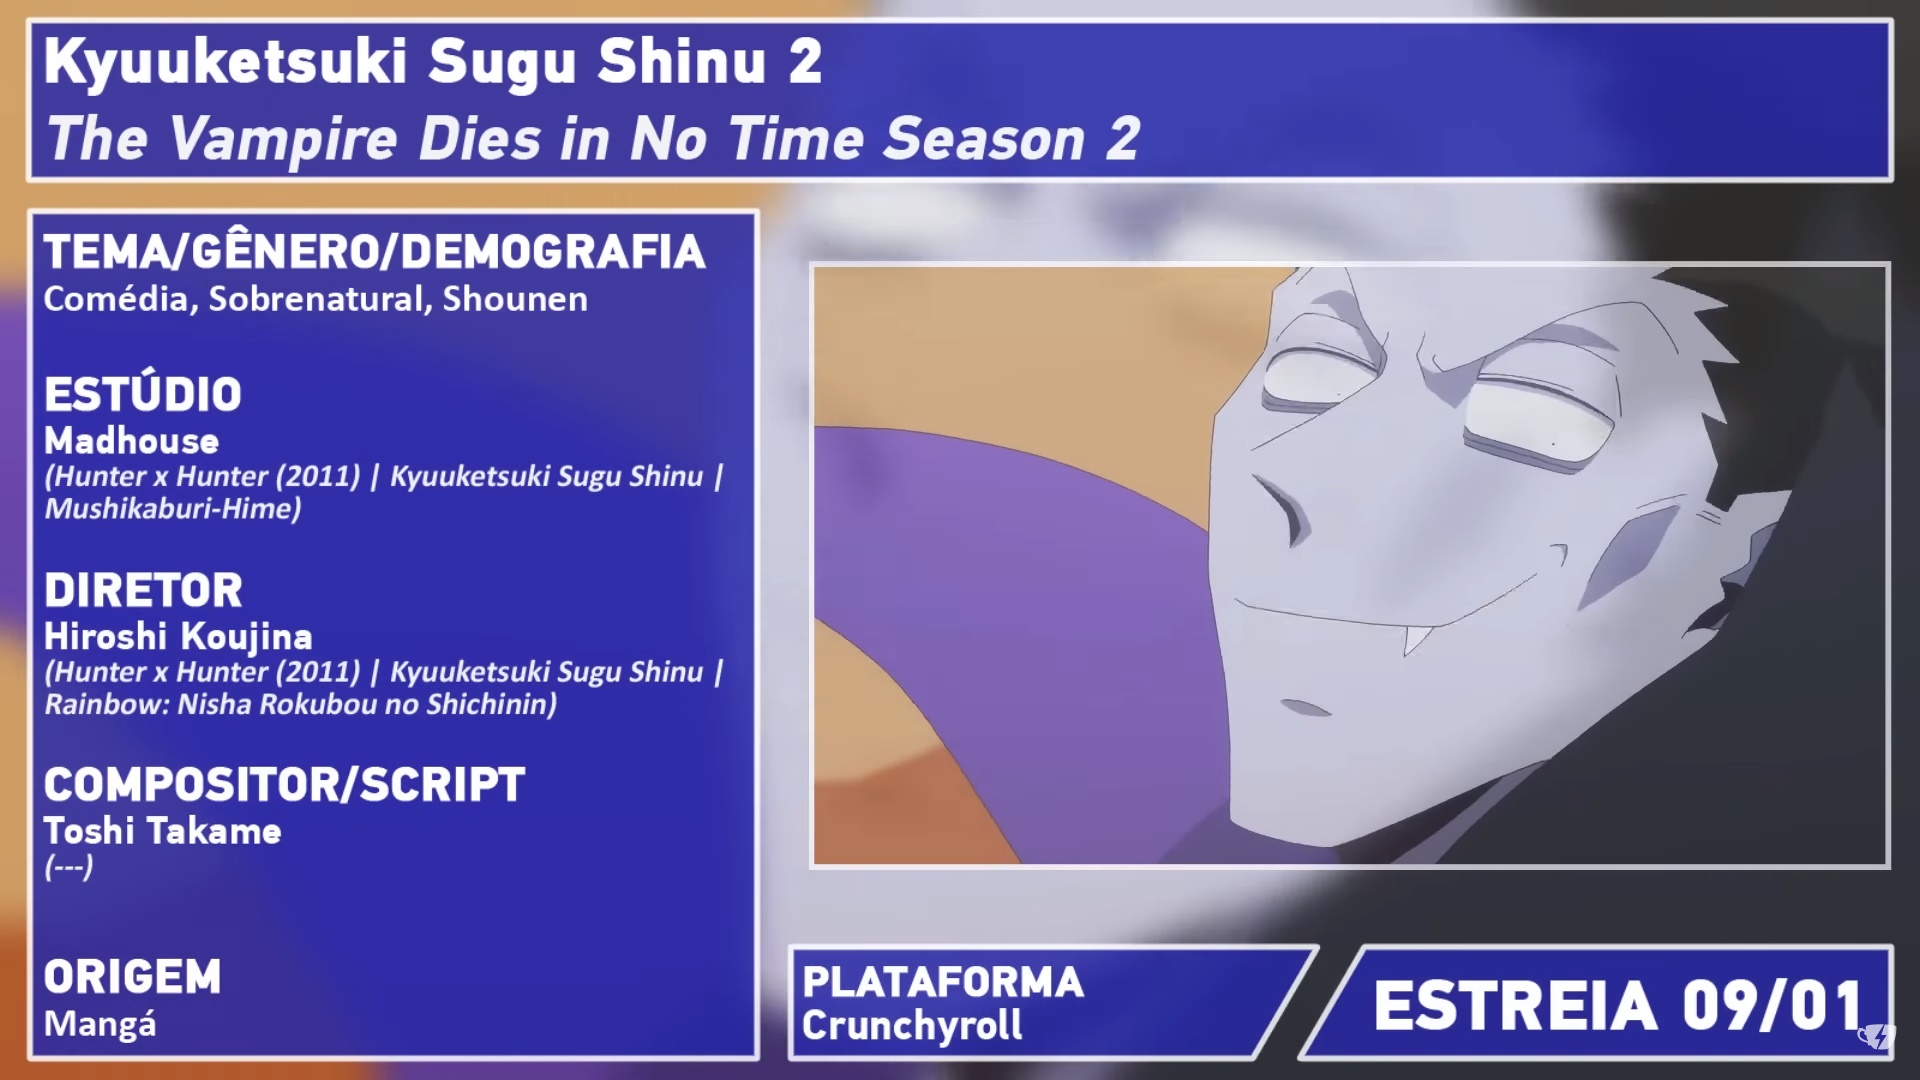 Kyuuketsuki Sugu Shinu 2
The Vampire Dies in No Time Season 2
TEMA/GÊNERO/DEMOGRAFIA
Comédia, Sobrenatural, Shounen
ESTÚDIO
Madhouse
(Hunter x Hunter (2011) | Kyuuketsuki Sugu Shinu |
Mushikaburi-Hime)
DIRETOR
Hiroshi Koujina
(Hunter x Hunter (2011) | Kyuuketsuki Sugu Shinu |
Rainbow: Nisha Rokubou no Shichinin)
COMPOSITOR/SCRIPT
Toshi Takame
(---)
ORIGEM
Mangá
PLATAFORMA
Crunchyroll
ESTREIA 09/01